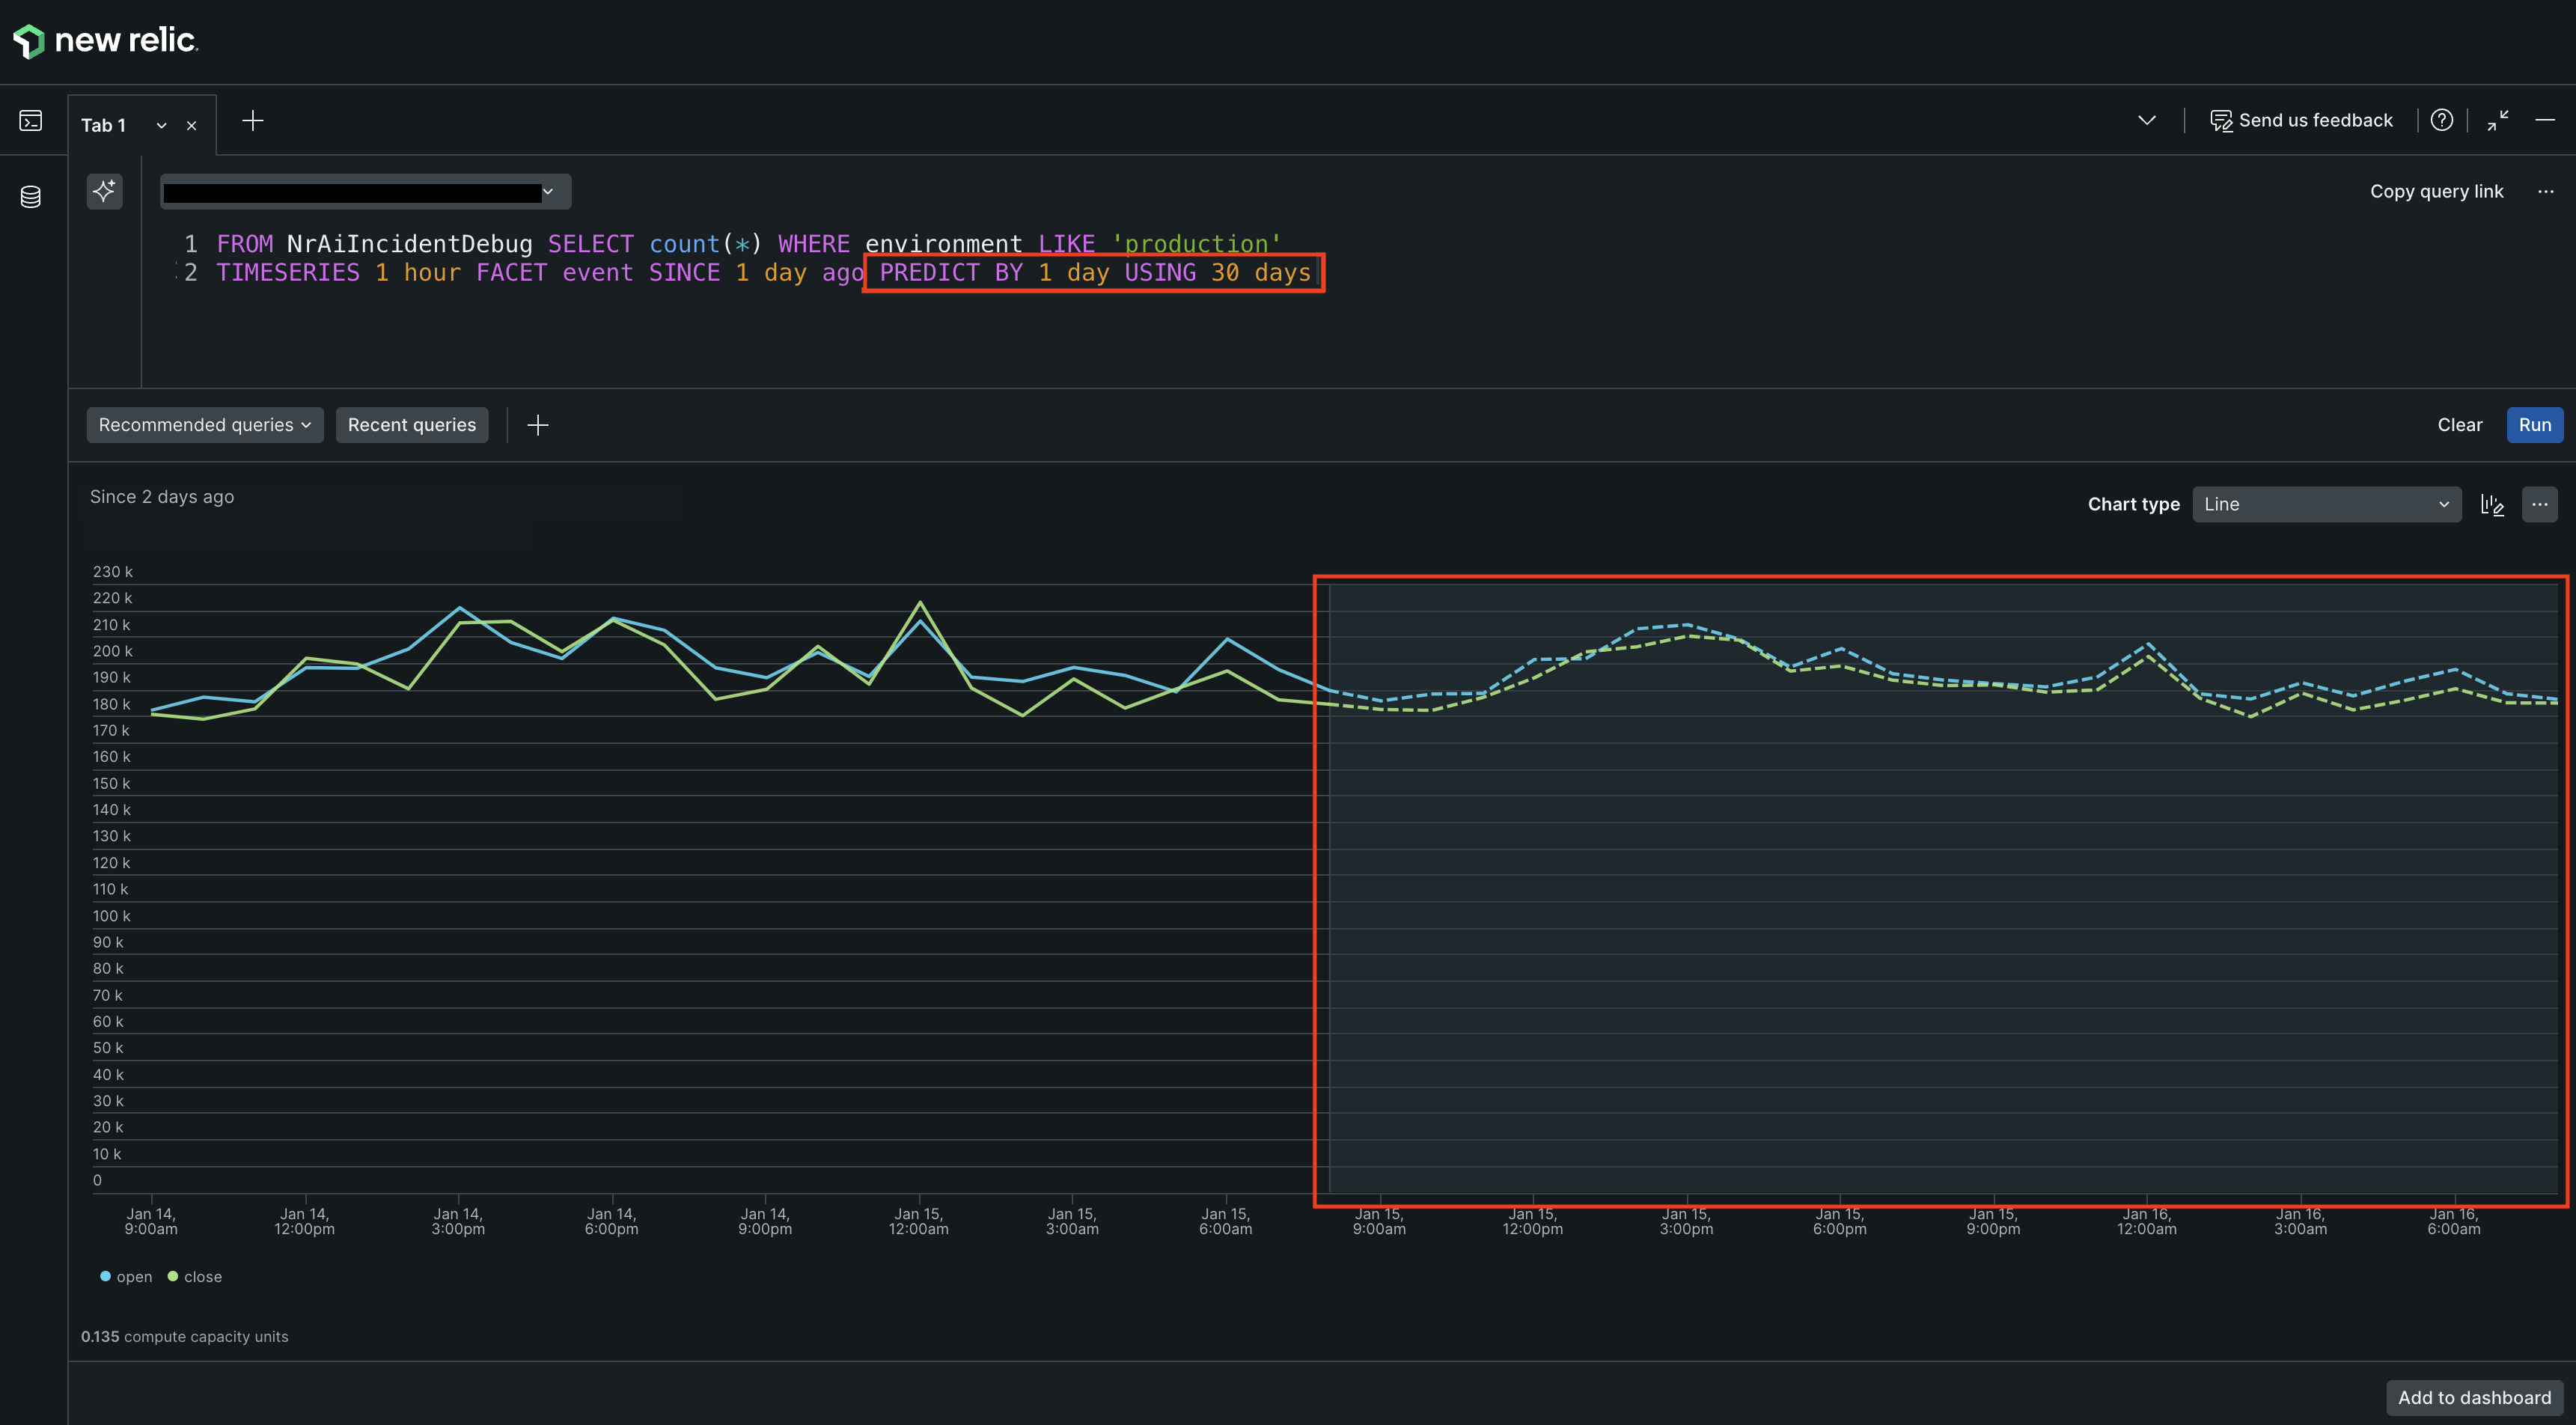 new relic
Tab 1
Send us feedback
Copy query link
1 FROM NrAiIncidentDebug SELECT count(*) WHERE environment LIKE 'production'
2 TIMESERIES 1 hour FACET event SINCE 1 day ago PREDICT BY 1 day USING 30 days
Recommended queries
Recent queries
Clear
Run
Since 2 days ago
Chart type
Line
230 k
220 k
210 k
200 k
190 k
180 k
170 k
160 k
150 k
140 k
130 k
120 k
110 k
100 k
90 k
80 k
70 k
60 k
50 k
40 k
30 k
20 k
10 k
0
Jan 14,
9:00am
Jan 14,
12:00pm
Jan 14,
3:00pm
Jan 14,
6:00pm
Jan 14,
9:00pm
Jan 15,
12:00am
Jan 15,
3:00am
Jan 15,
6:00am
Jan 15,
9:00am
Jan 15,
12:00pm
Jan 15,
3:00pm
Jan 15,
6:00pm
Jan 15,
9:00pm
Jan 16,
12:00am
Jan 16,
3:00am
Jan 16,
6:00am
open
close
0.135 compute capacity units
Add to dashboard